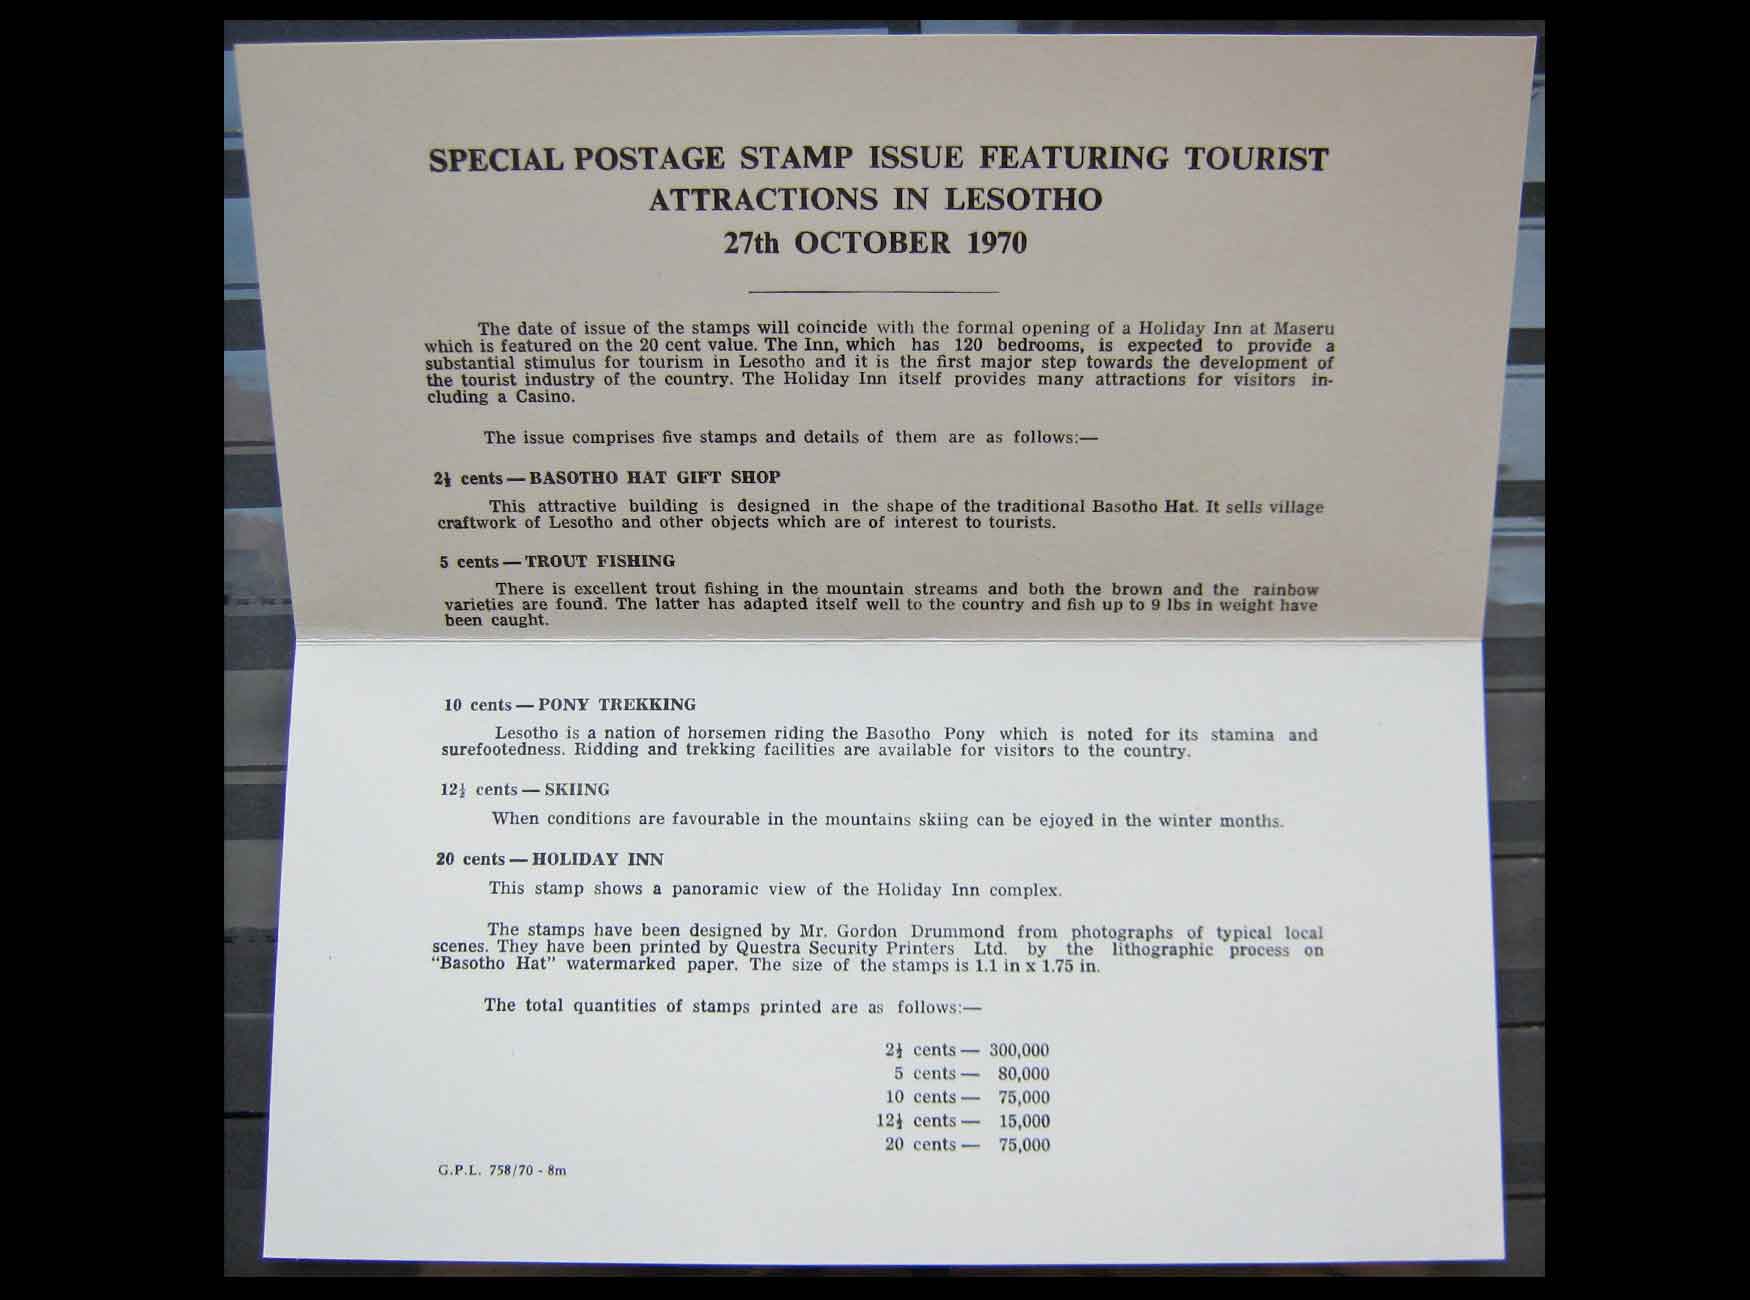 SPECIAL POSTAGE STAMP ISSUE FEATURING TOURIST
ATTRACTIONS IN LESOTHO
27th OCTOBER 1970
The date of issue of the stamps will coincide with the formal opening of a Holiday Inn at Maseru
which is featured on the 20 cent value. The Inn, which has 120 bedrooms, is expected to provide a
substantial stimulus for tourism in Lesotho and it is the first major step towards the development of
the tourist industry of the country. The Holiday Inn itself provides many attractions for visitors in-
cluding a Casino.
The issue comprises five stamps and details of them are as follows:—
2½ cents — BASOTHO HAT GIFT SHOP
This attractive building is designed in the shape of the traditional Basotho Hat. It sells village
craftwork of Lesotho and other objects which are of interest to tourists.
5 cents — TROUT FISHING
There is excellent trout fishing in the mountain streams and both the brown and the rainbow
varieties are found. The latter has adapted itself well to the country and fish up to 9 lbs in weight have
been caught.
10 cents — PONY TREKKING
Lesotho is a nation of horsemen riding the Basotho Pony which is noted for its stamina and
surefootedness. Ridding and trekking facilities are available for visitors to the country.
12½ cents — SKIING
When conditions are favourable in the mountains skiing can be ejoyed in the winter months.
20 cents — HOLIDAY INN
This stamp shows a panoramic view of the Holiday Inn complex.
The stamps have been designed by Mr. Gordon Drummond from photographs of typical local
scenes. They have been printed by Questra Security Printers Ltd. by the lithographic process on
“Basotho Hat” watermarked paper. The size of the stamps is 1.1 in x 1.75 in.
The total quantities of stamps printed are as follows:—
2½ cents — 300,000
5 cents — 80,000
10 cents — 75,000
12½ cents — 15,000
20 cents — 75,000
G.P.L. 758/70 - 8m